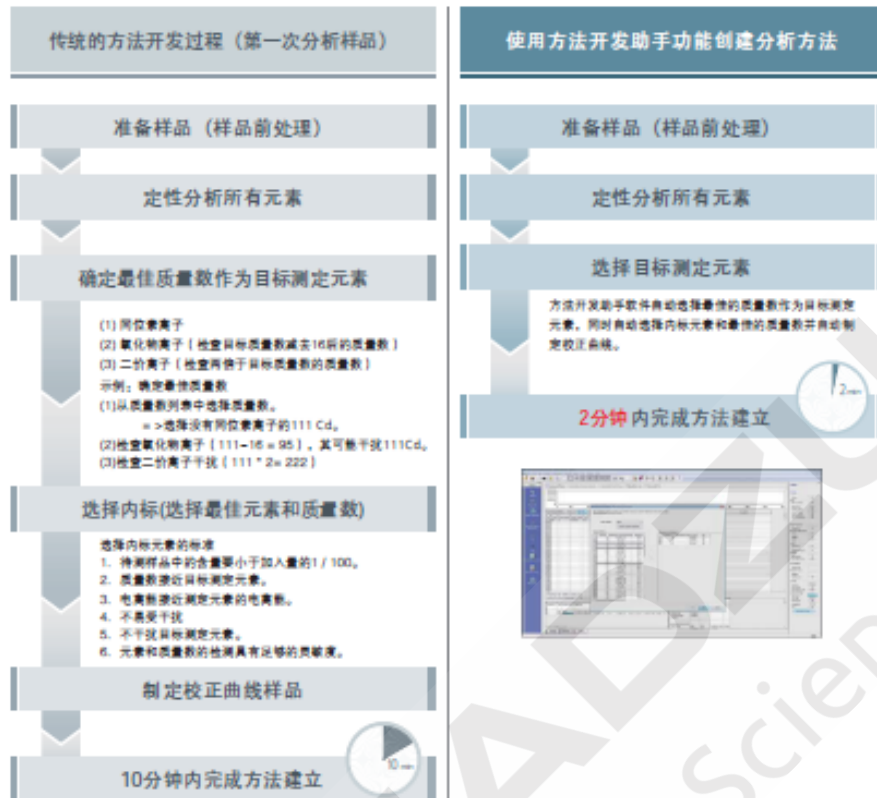 传统的方法开发过程（第一次分析样品）
准备样品（样品前处理）
定性分析所有元素
确定最佳质量数作为目标测定元素
(1) 同位素离子
(2) 氧化物离子（检查目标质量数减去16后的质量数）
(3) 二价离子（检查两倍于目标质量数的质量数）
示例：确定最佳质量数
(1)从质量数列表中选择质量数。
= >选择没有同位素离子的111 Cd。
(2)检查氧化物离子（111-16 = 95），其可能干扰111Cd。
(3)检查二价离子干扰（111 * 2= 222）
选择内标(选择最佳元素和质量数)
选择内标元素的标准
1. 待测样品中的含量要小于加入量的1 / 100。
2. 质量数接近目标测定元素。
3. 电离能接近测定元素的电离能。
4. 不易受干扰
5. 不干扰目标测定元素。
6. 元素和质量数的检测具有足够的灵敏度。
制定校正曲线样品
10 min
10分钟内完成方法建立
使用方法开发助手功能创建分析方法
准备样品（样品前处理）
定性分析所有元素
选择目标测定元素
方法开发助手软件自动选择最佳的质量数作为目标测定
元素。同时自动选择内标元素和最佳的质量数并自动制
定校正曲线。
2 min
2分钟内完成方法建立
ADZU
Scien